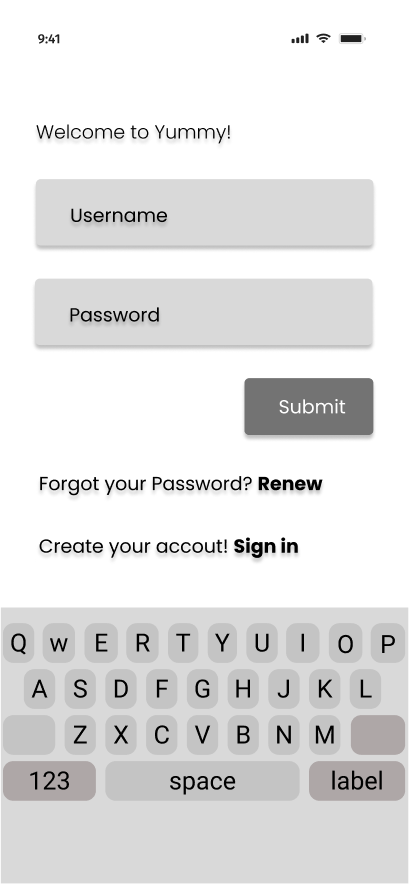 9:41
Welcome to Yummy!
Username
Password
Submit
Forgot your Password? Renew
Create your accout! Sign in
Q w E R T Y U I O P
A S D F G H J K L
Z X C V B N M
123 space label